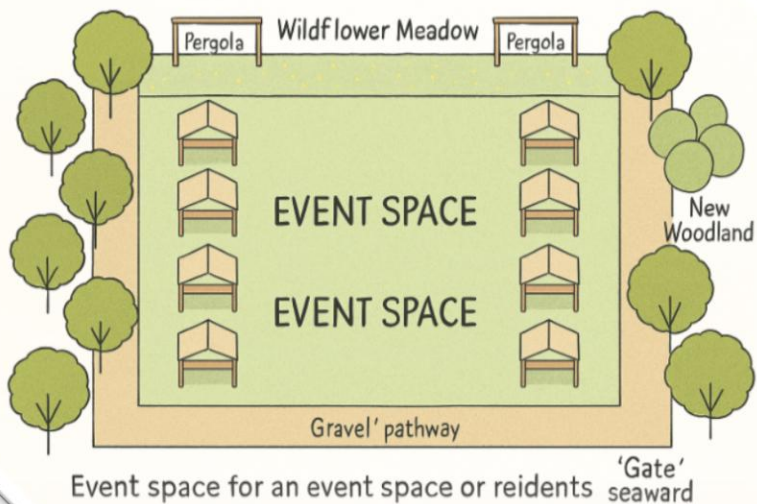 Wildflower Meadow
Pergola
Pergola
EVENT SPACE
New
Woodland
EVENT SPACE
Gravel' pathway
Event space for an event space or reidents
'Gate'
seaward